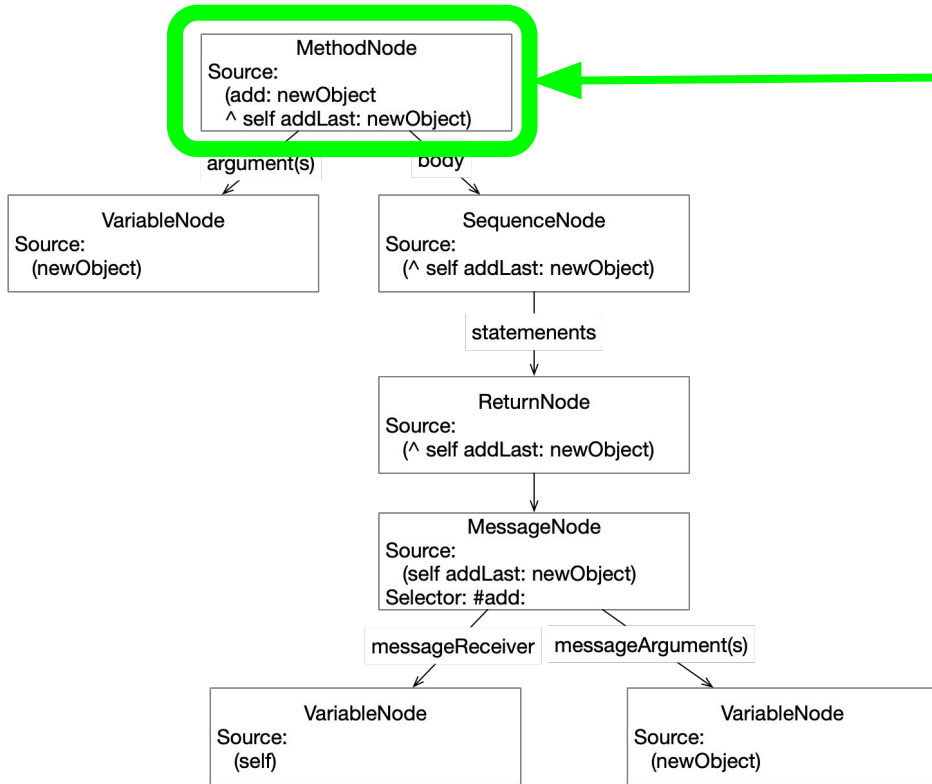 MethodNode
Source:
(add: newObject
^ self addLast: newObject)
argument(s)
body
VariableNode
Source:
(newObject)
SequenceNode
Source:
(^ self addLast: newObject)
statemenents
ReturnNode
Source:
(^ self addLast: newObject)
MessageNode
Source:
(self addLast: newObject)
Selector: #add:
messageReceiver
messageArgument(s)
VariableNode
Source:
(self)
VariableNode
Source:
(newObject)